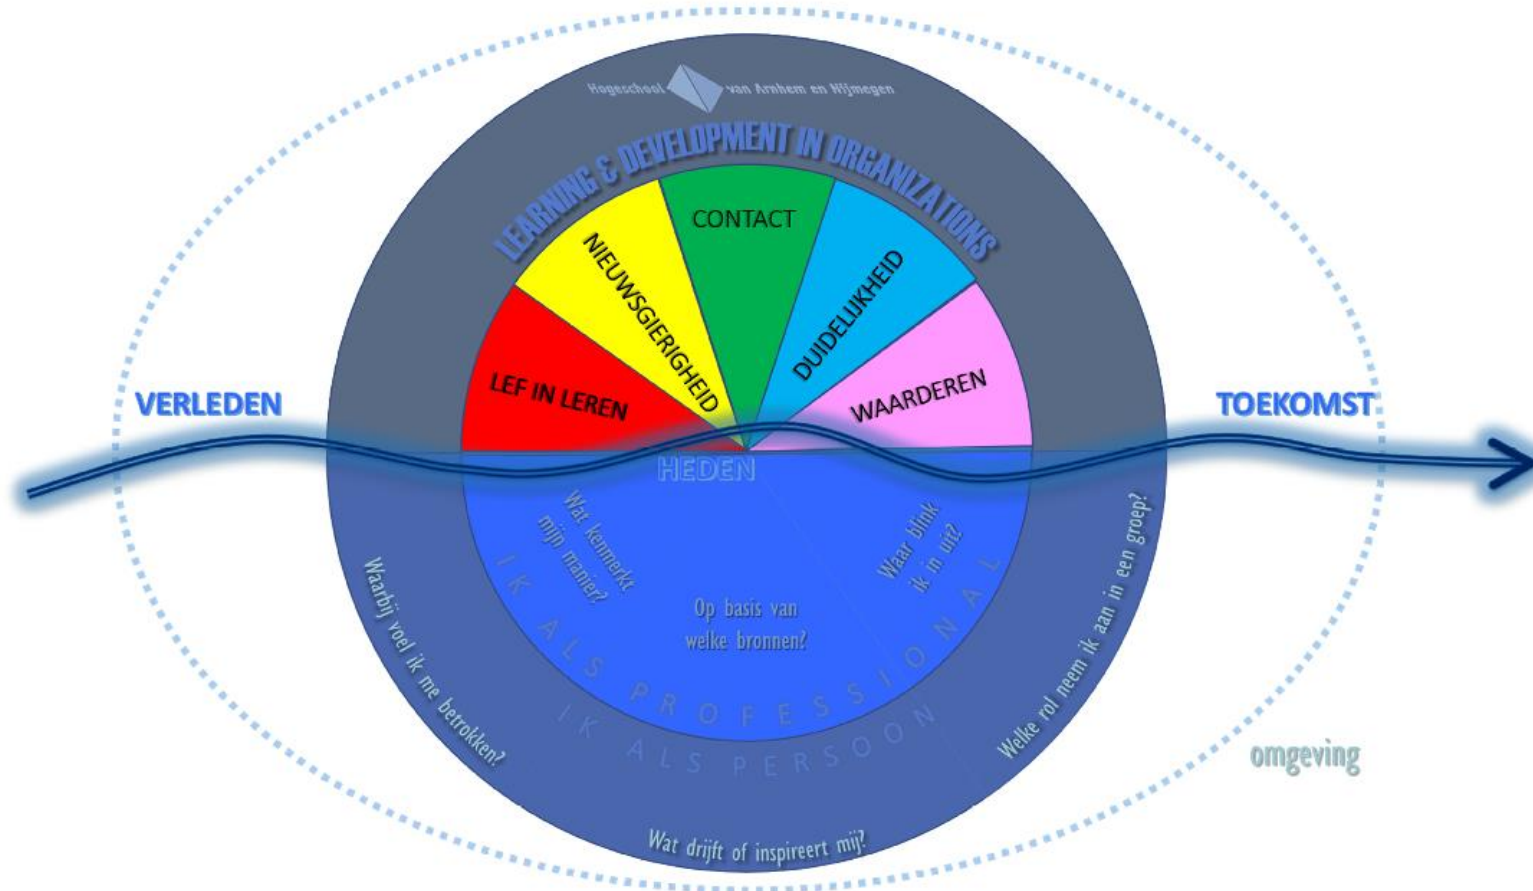 Hogeschool van Arnhem en Nijmegen
LEARNING & DEVELOPMENT IN ORGANIZATIONS
CONTACT
NIEUWSGIERIGHEID
DUIDELIJKHEID
LEF IN LEREN
WAARDEREN
VERLEDEN
TOEKOMST
HEDEN
Wat kenmerkt
mijn manier?
Op basis van
welke bronnen?
Waar blink
ik in uit?
IK ALS PROFESSIONAL
IK ALS PERSOON
Waarbij voel ik me betrokken?
Wat drijft of inspireert mij?
Welke rol neem ik aan in een groep?
omgeving